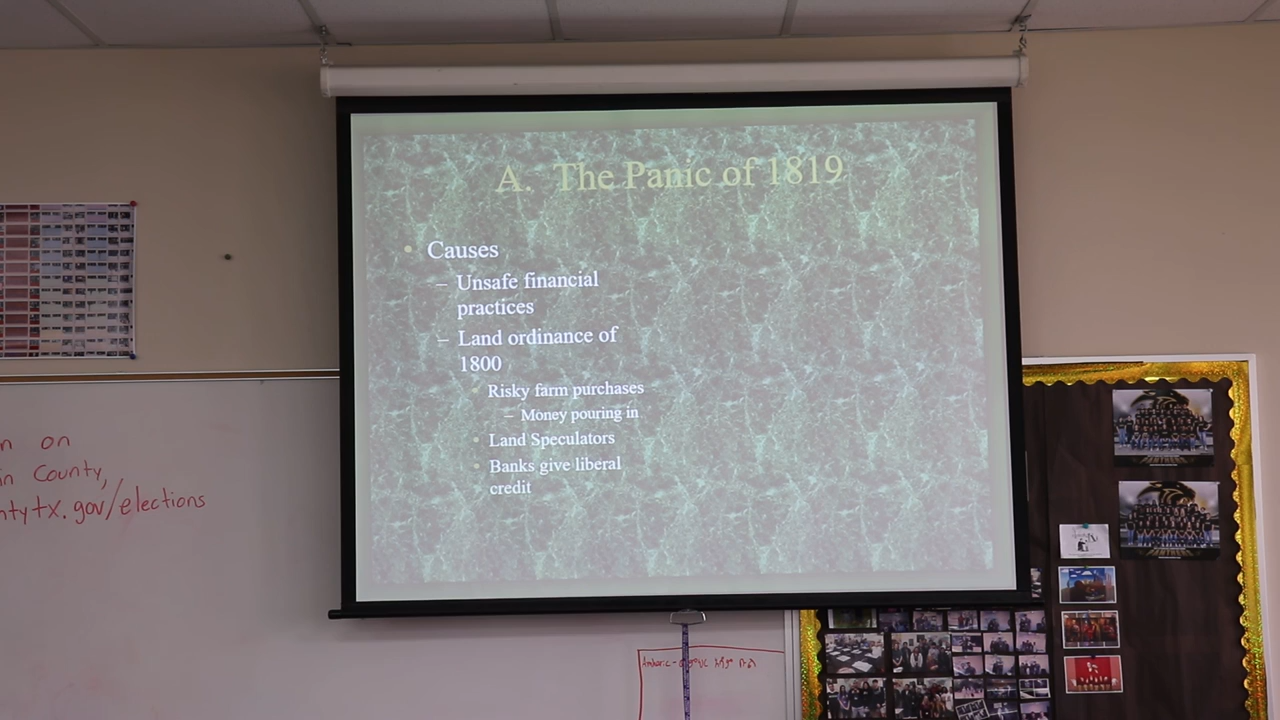 A. The Panic of 1819
• Causes
– Unsafe financial
practices
– Land ordinance of
1800
• Risky farm purchases
– Money pouring in
• Land Speculators
• Banks give liberal
credit
on
County,
tx.gov/elections